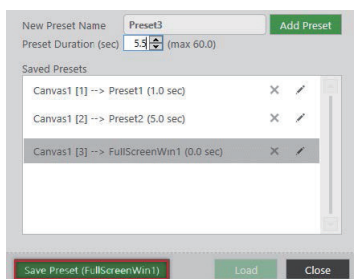 New Preset Name Preset3 Add Preset
Preset Duration (sec) 5.5 (max 60.0)
Saved Presets
Canvas1 [1] --> Preset1 (1.0 sec)
Canvas1 [2] --> Preset2 (5.0 sec)
Canvas1 [3] --> FullScreenWin1 (0.0 sec)
Save Preset (FullScreenWin1) Load Close